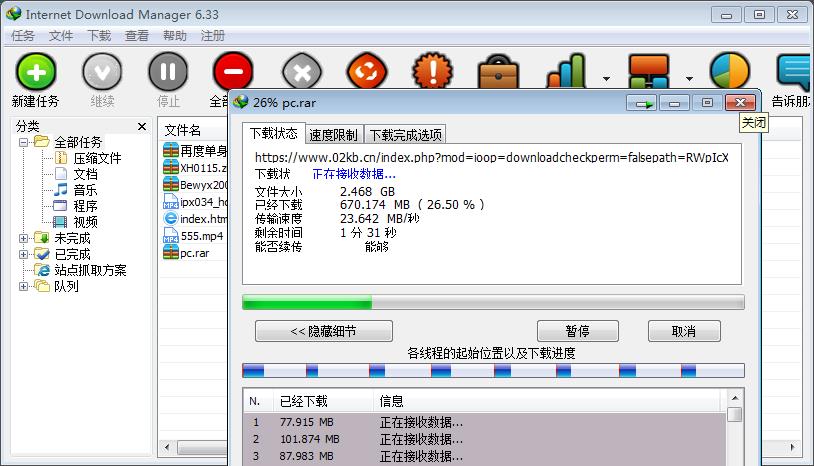 Internet Download Manager 6.33
任务 文件 下载 查看 帮助 注册
新建任务 继续 停止 全部 告诉朋友
分类
全部任务
压缩文件
文档
音乐
程序
视频
未完成
已完成
站点抓取方案
队列
文件名
再度单身
XH0115.z
Bewyx200
ipx034_hd
index.htm
555.mp4
pc.rar
26% pc.rar
关闭
下载状态 速度限制 下载完成选项
https://www.02kb.cn/index.php?mod=ioop=downloadcheckperm=falsepath=RWpIcX
下载状 正在接收数据...
文件大小 2.468 GB
已经下载 670.174 MB ( 26.50 % )
传输速度 23.642 MB/秒
剩余时间 1 分 31 秒
能否续传 能够
<< 隐藏细节 暂停 取消
各线程的起始位置以及下载进度
N. 已经下载 信息
1 77.915 MB 正在接收数据...
2 101.874 MB 正在接收数据...
3 87.983 MB 正在接收数据...